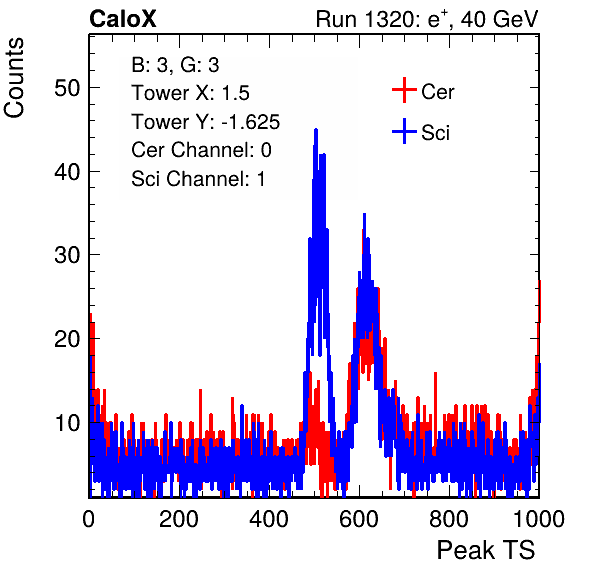 CaloX Run 1320: e+, 40 GeV
Counts
B: 3, G: 3
Tower X: 1.5
Tower Y: -1.625
Cer Channel: 0
Sci Channel: 1
Cer
Sci
50
40
30
20
10
0 200 400 600 800 1000
Peak TS